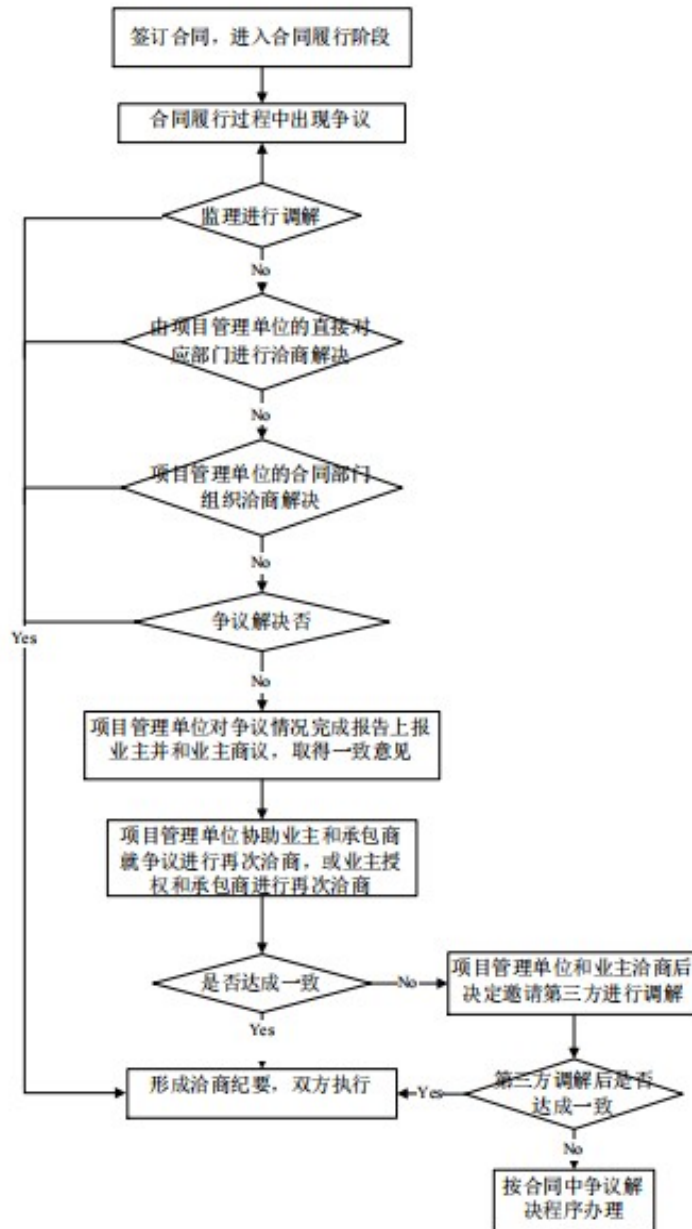 签订合同，进入合同履行阶段
合同履行过程中出现争议
监理进行调解
No
由项目管理单位的直接对
应部门进行洽商解决
No
项目管理单位的合同部门
组织洽商解决
No
争议解决否
Yes
No
项目管理单位对争议情况完成报告上报
业主并和业主商议，取得一致意见
项目管理单位协助业主和承包商
就争议进行再次洽商，或业主授
权和承包商进行再次洽商
是否达成一致
No
项目管理单位和业主洽商后
决定邀请第三方进行调解
Yes
形成洽商纪要，双方执行
Yes
第三方调解后是否
达成一致
No
按合同中争议解
决程序办理